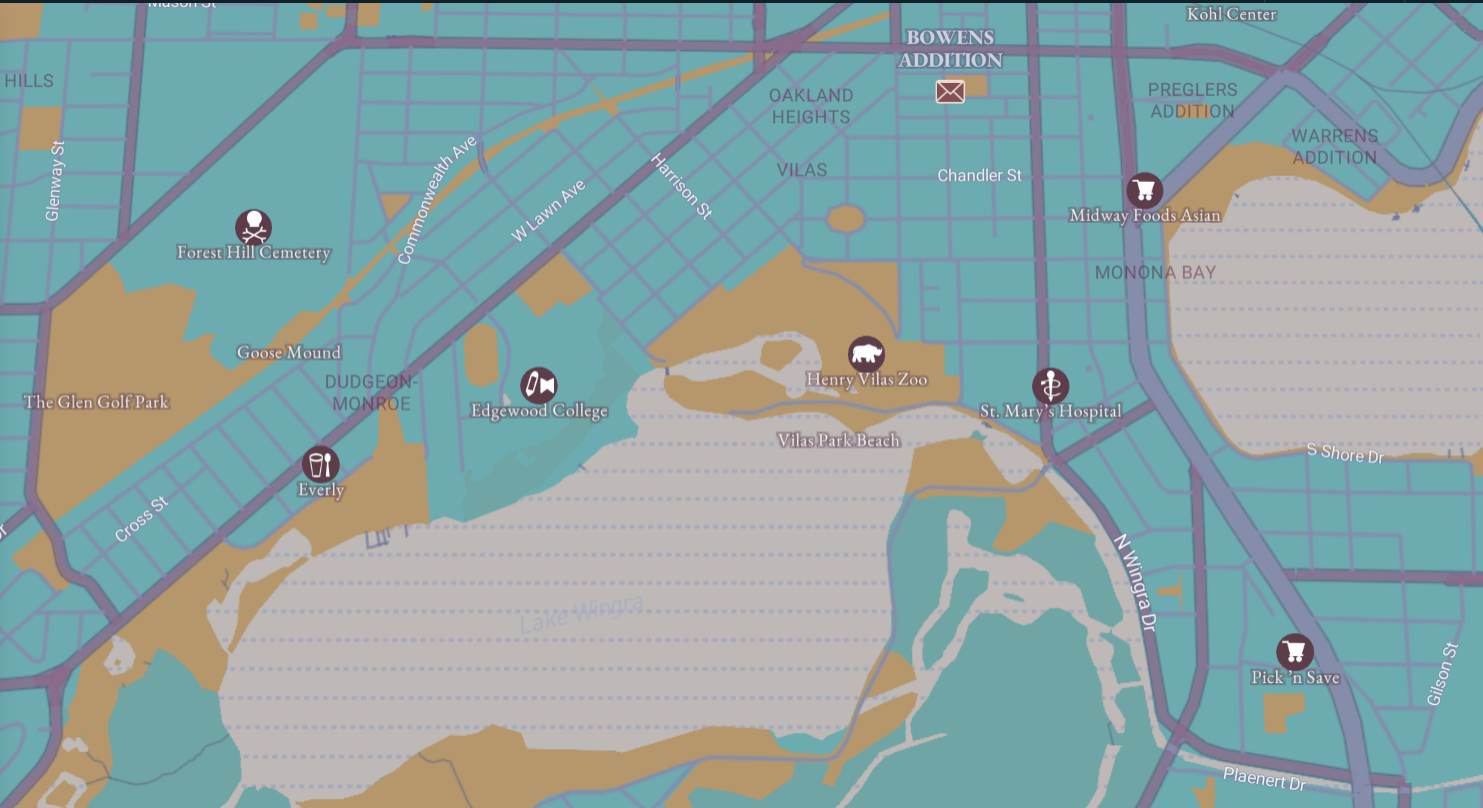 Mason St
Kohl Center
BOWENS
ADDITION
HILLS
OAKLAND
HEIGHTS
PREGLERS
ADDITION
WARRENS
ADDITION
Glenway St
Commonwealth Ave
W Lawn Ave
Harrison St
VILAS
Chandler St
Midway Foods Asian
Forest Hill Cemetery
MONONA BAY
Goose Mound
DUDGEON-
MONROE
Henry Vilas Zoo
The Glen Golf Park
Edgewood College
St. Mary's Hospital
Vilas Park Beach
S Shore Dr
Everly
Cross St
Dr
N Wingra Dr
Lake Wingra
Pick 'n Save
Gilson St
Plaenert Dr